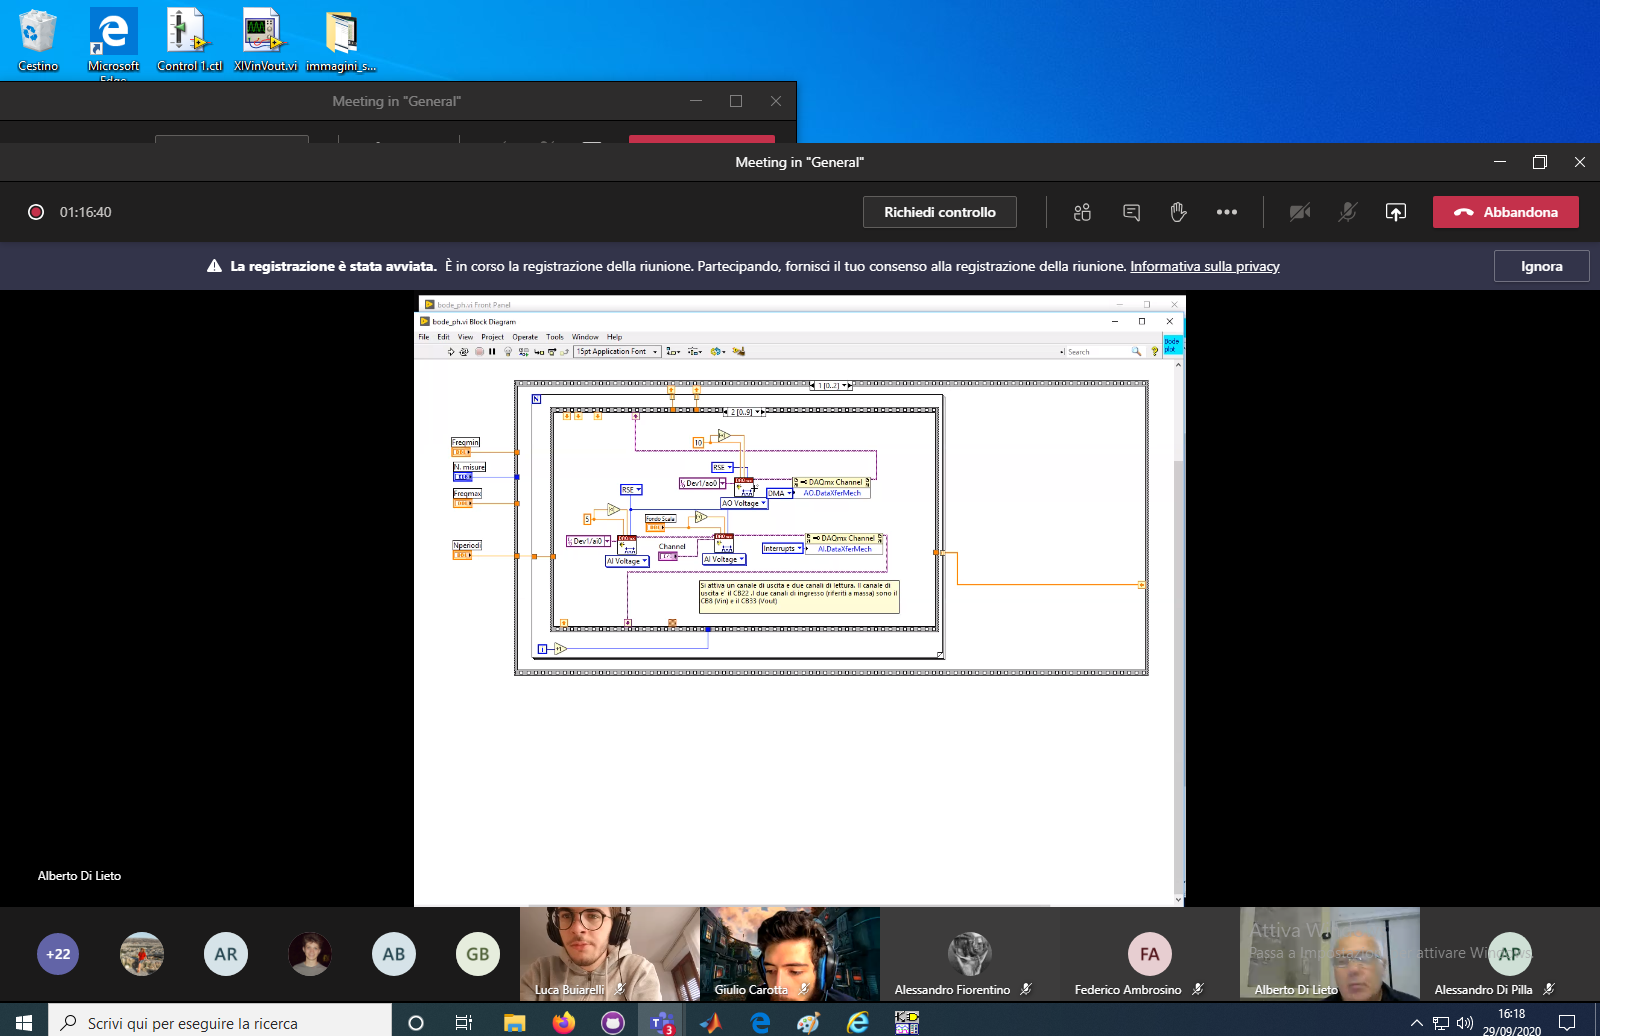 Cestino
Microsoft
Edge
Control 1.ctl
XIVinVout.vi
immagini_s...
Meeting in "General"
Meeting in "General"
01:16:40
Richiedi controllo
Abbandona
La registrazione è stata avviata. È in corso la registrazione della riunione. Partecipando, fornisci il tuo consenso alla registrazione della riunione. Informativa sulla privacy
Ignora
bode_ph.vi Front Panel
bode_ph.vi Block Diagram
File Edit View Project Operate Tools Window Help
15pt Application Font
Search
Bode
plot
1 [0..2]
N
2 [0..9]
Freqmin
10
N. misure
RSE
Dev1/ao0
DAQmx Channel
DMA
AO.DataXferMech
AO Voltage
Freqmax
RSE
5
Fondo Scala
Nperiodi
Dev1/ai0
Channel
AI Voltage
AI Voltage
Interrupts
DAQmx Channel
AI.DataXferMech
Si attiva un canale di uscita e due canali di lettura. Il canale di
uscita e' il CB22 .I due canali di ingresso (riferiti a massa) sono il
CB8 (Vin) e il CB33 (Vout)
i
+1
Alberto Di Lieto
+22
AR
AB
GB
Luca Buiarelli
Giulio Carotta
Alessandro Fiorentino
FA
Federico Ambrosino
Alberto Di Lieto
AP
Alessandro Di Pilla
Scrivi qui per eseguire la ricerca
3
16:18
29/09/2020